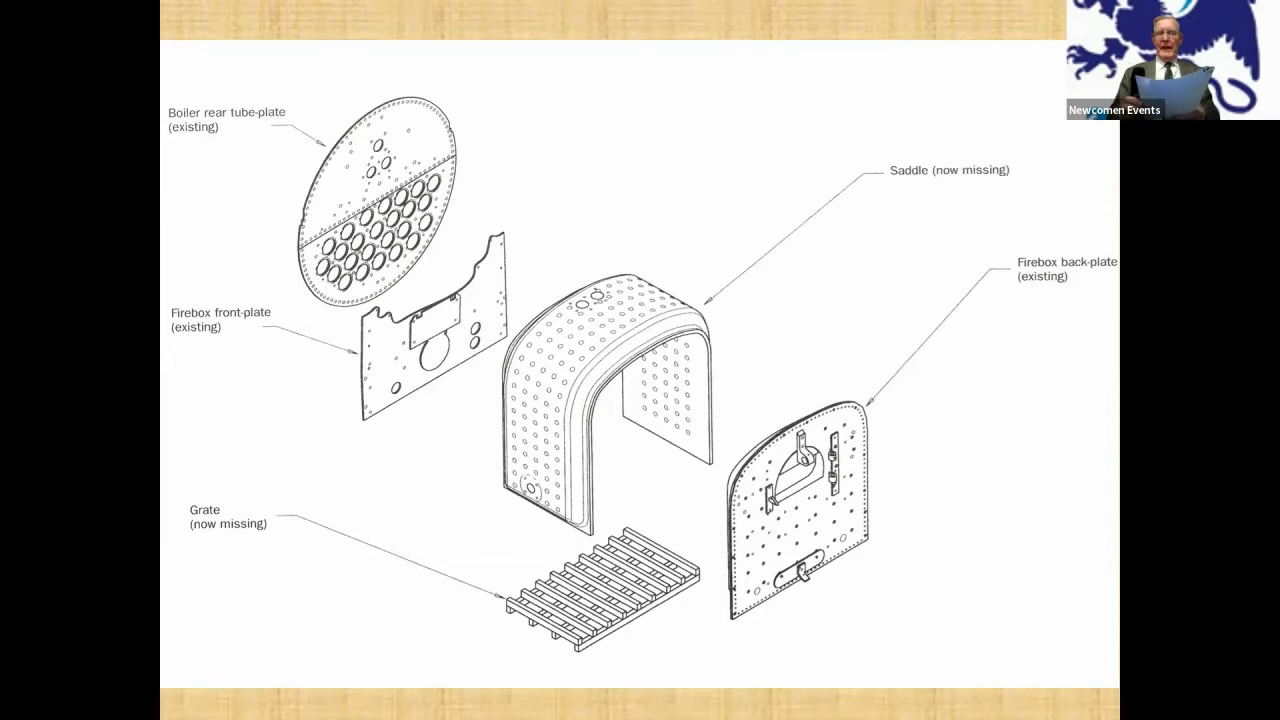 Newcomen Events
Boiler rear tube-plate
(existing)
Saddle (now missing)
Firebox back-plate
(existing)
Firebox front-plate
(existing)
Grate
(now missing)